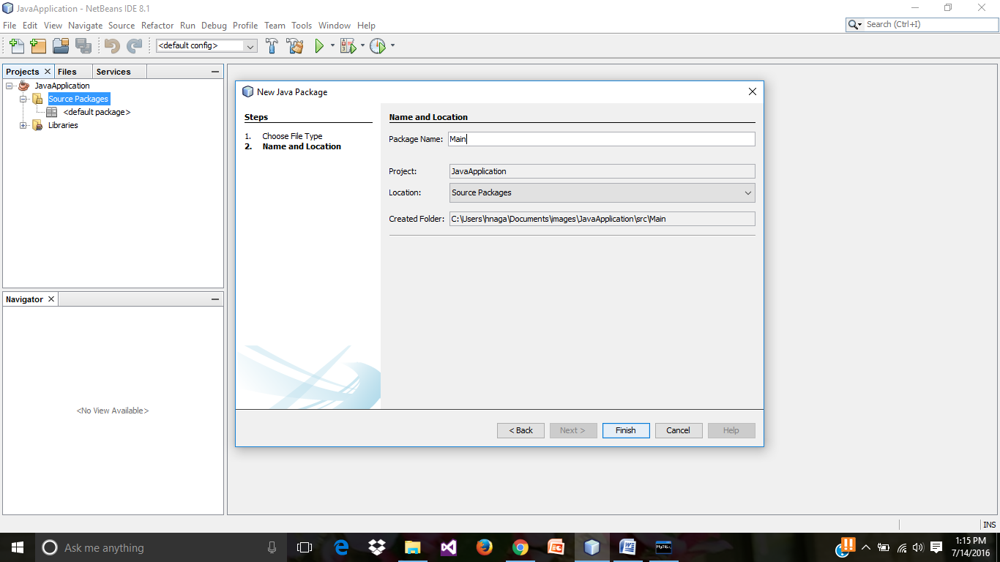 JavaApplication - NetBeans IDE 8.1
File Edit View Navigate Source Refactor Run Debug Profile Team Tools Window Help
Search (Ctrl+I)
<default config>
Projects Files Services
JavaApplication
Source Packages
<default package>
Libraries
Navigator
<No View Available>
New Java Package
Steps
1. Choose File Type
2. Name and Location
Name and Location
Package Name: Main
Project: JavaApplication
Location: Source Packages
Created Folder: C:\Users\hnaga\Documents\images\JavaApplication\src\Main
< Back Next > Finish Cancel Help
INS
Ask me anything
1:15 PM
7/14/2016